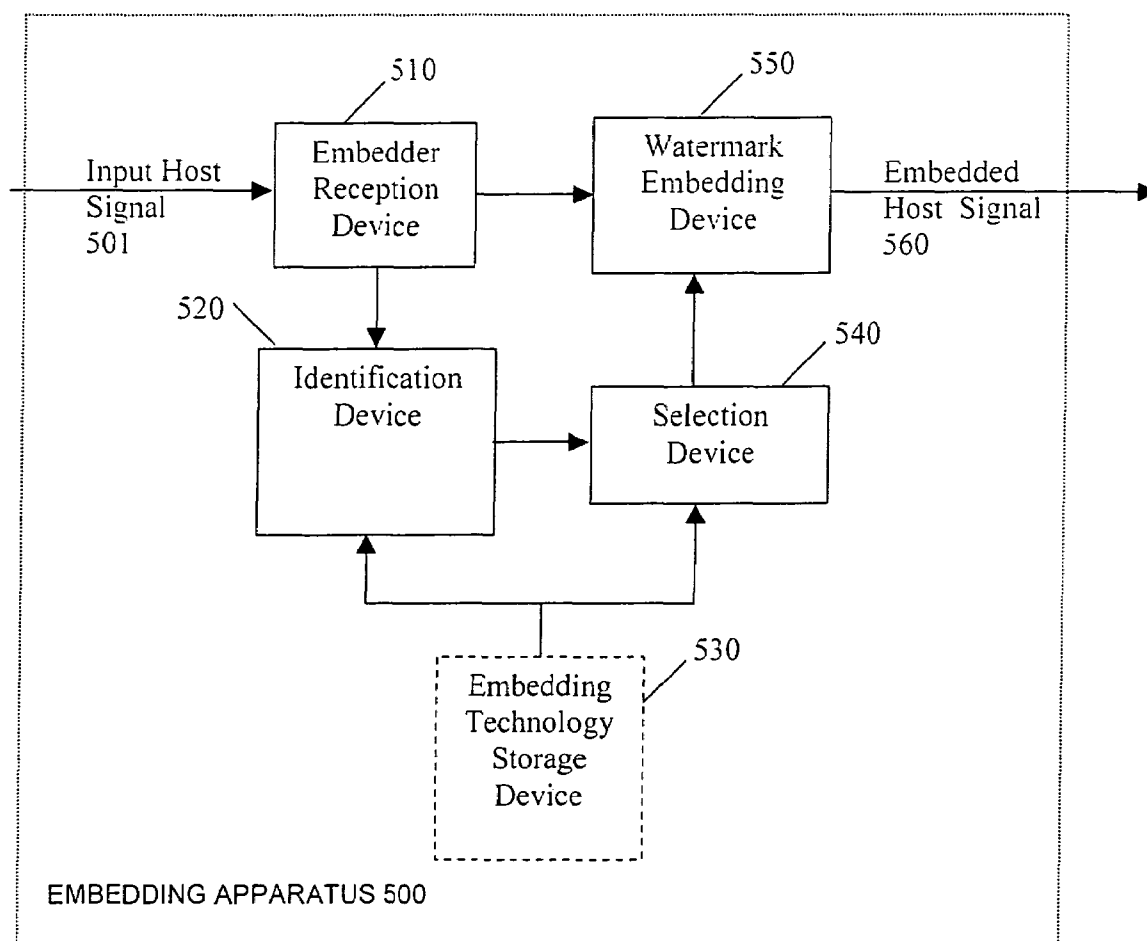 510
550
Input Host
Signal
501
Embedder
Reception
Device
Watermark
Embedding
Device
Embedded
Host Signal
560
520
540
Identification
Device
Selection
Device
530
Embedding
Technology
Storage
Device
EMBEDDING APPARATUS 500